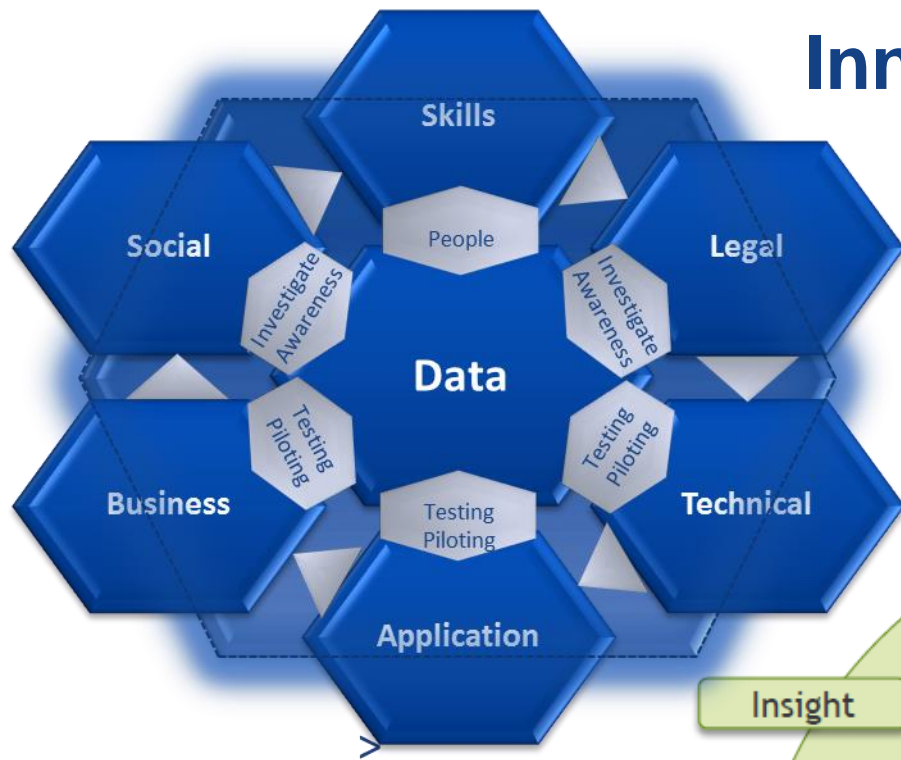 Inn
Skills
Social
People
Legal
Investigate
Awareness
Investigate
Awareness
Data
Testing
Piloting
Testing
Piloting
Business
Testing
Piloting
Technical
Application
Insight
>